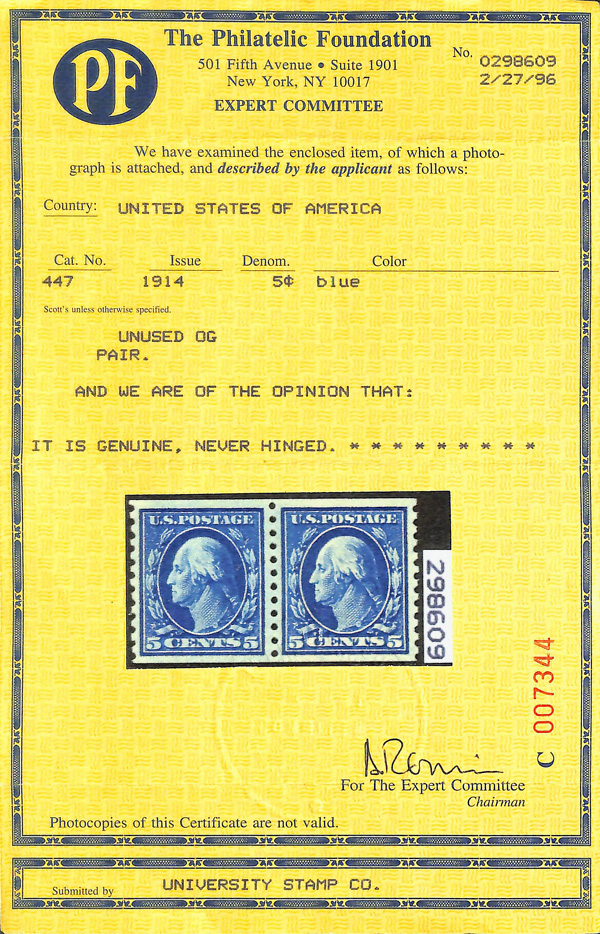 PF
The Philatelic Foundation
501 Fifth Avenue • Suite 1901
New York, NY 10017
EXPERT COMMITTEE
No. 0298609
2/27/96
We have examined the enclosed item, of which a photo-
graph is attached, and described by the applicant as follows:
Country: UNITED STATES OF AMERICA
Cat. No. Issue Denom. Color
447 1914 5¢ blue
Scott's unless otherwise specified.
UNUSED OG
PAIR.
AND WE ARE OF THE OPINION THAT:
IT IS GENUINE, NEVER HINGED. * * * * * * * * *
U.S. POSTAGE U.S. POSTAGE
5 CENTS 5 5 CENTS 5
298609
C 007344
For The Expert Committee
Chairman
Photocopies of this Certificate are not valid.
Submitted by UNIVERSITY STAMP CO.